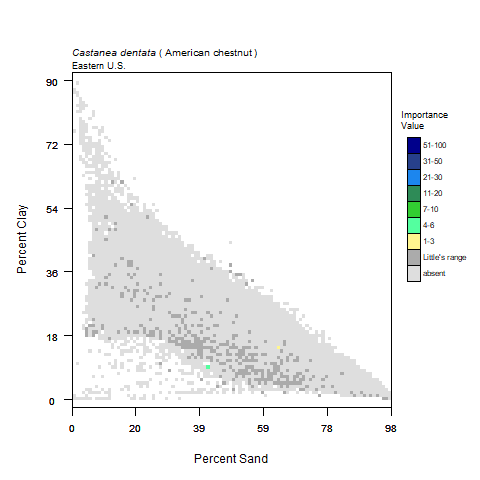 Castanea dentata ( American chestnut )
Eastern U.S.
Importance
Value
51-100
31-50
21-30
11-20
7-10
4-6
1-3
Little's range
absent
Percent Clay
90
72
54
36
18
0
0
20
39
59
78
98
Percent Sand